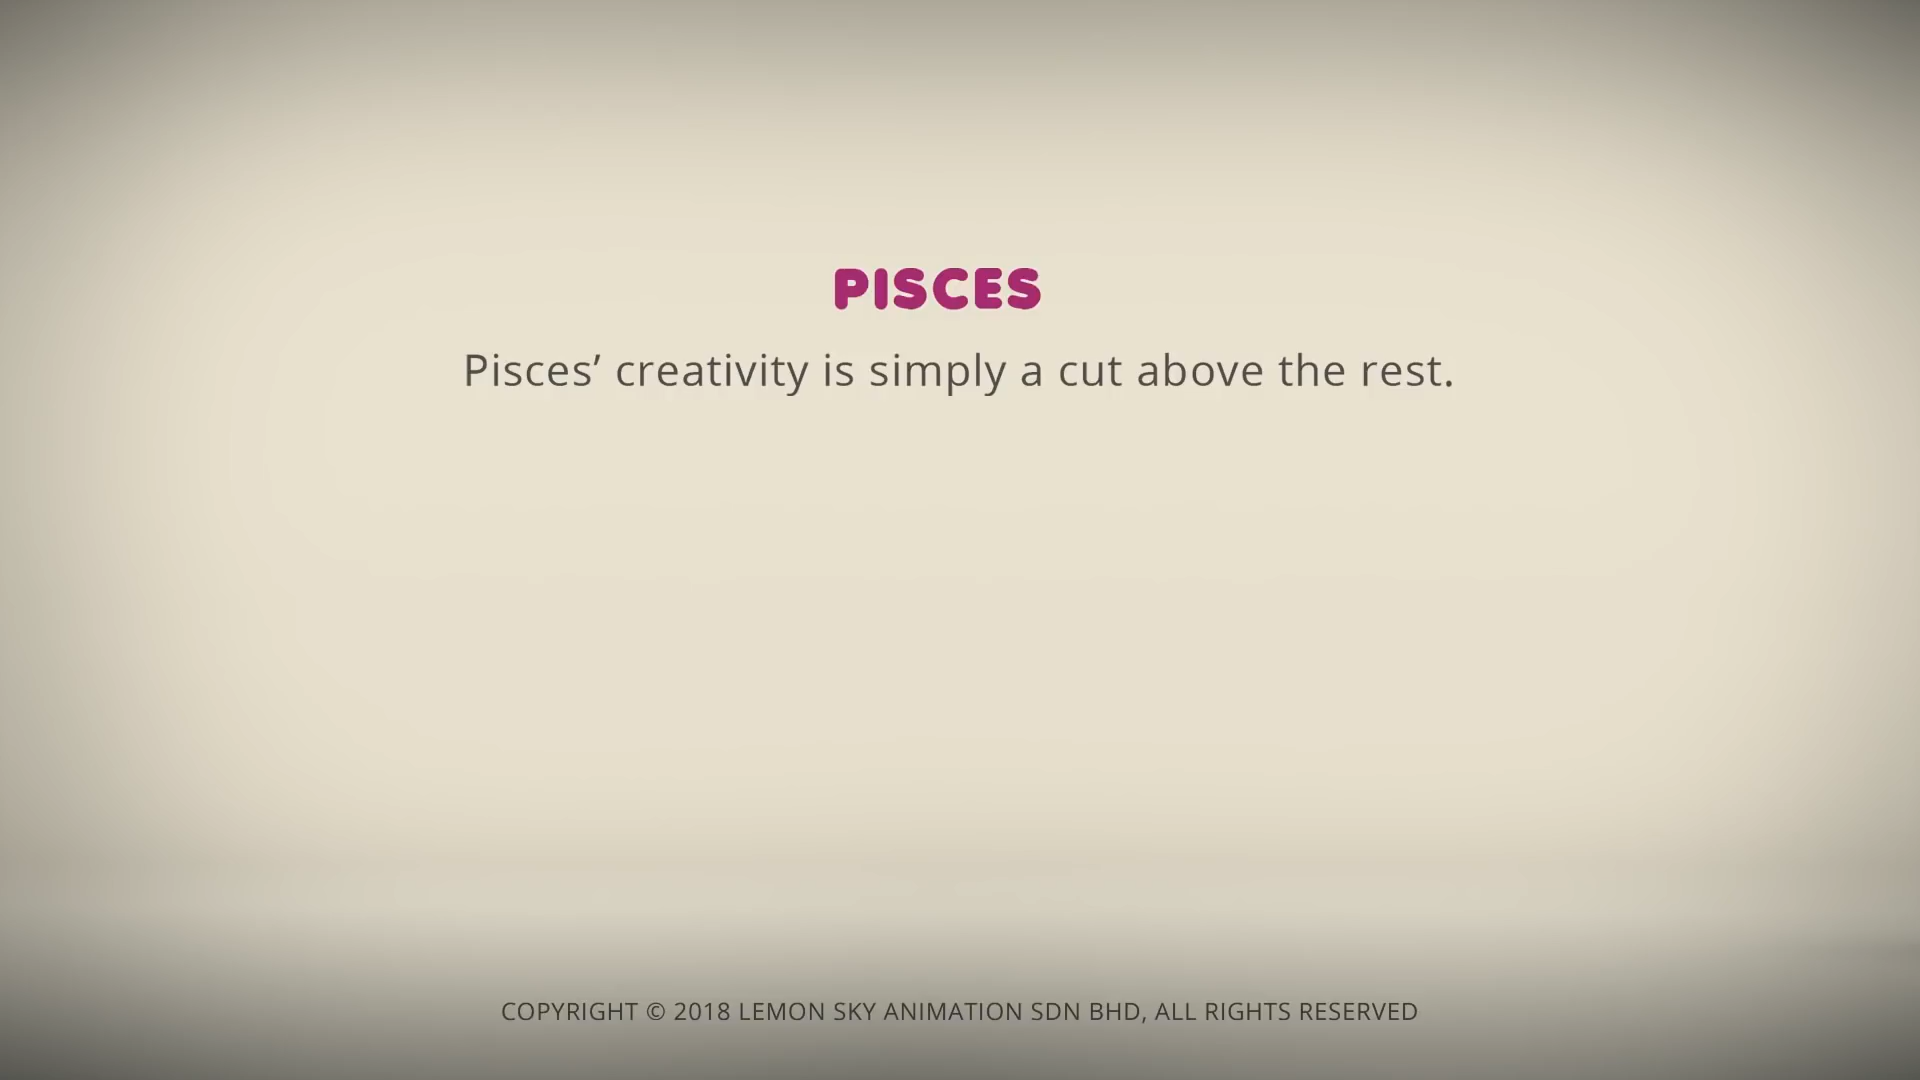 PISCES
Pisces’ creativity is simply a cut above the rest.
COPYRIGHT © 2018 LEMON SKY ANIMATION SDN BHD, ALL RIGHTS RESERVED